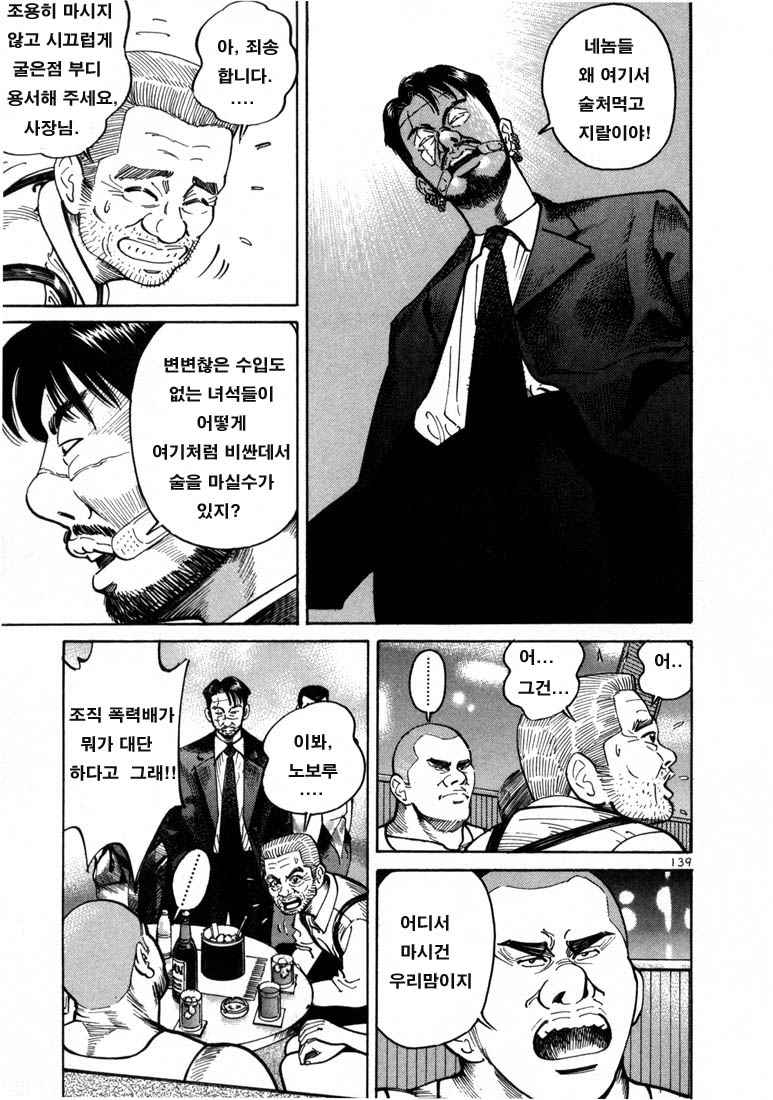 네놈들
왜 여기서
술처먹고
지랄이야!
아, 죄송
합니다.
....
조용히 마시지
않고 시끄럽게
굴은점 부디
용서해 주세요,
사장님.
변변찮은 수입도
없는 녀석들이
어떻게
여기처럼 비싼데서
술을 마실수가
있지?
어..
어...
그건...
139
어디서
마시건
우리맘이지
이봐,
노보루
....
조직 폭력배가
뭐가 대단
하다고 그래!!